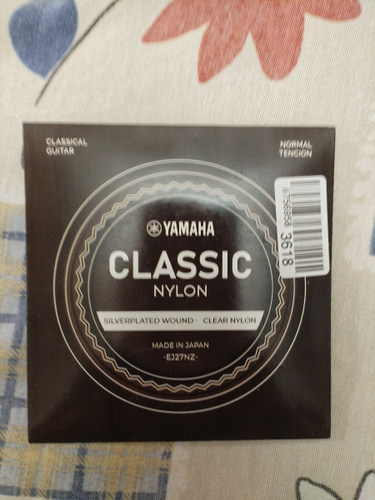 CLASSICAL
GUITAR
NORMAL
TENSION
YAMAHA
CLASSIC
NYLON
SILVERPLATED WOUND · CLEAR NYLON
MADE IN JAPAN
·EJ27NZ·
3618